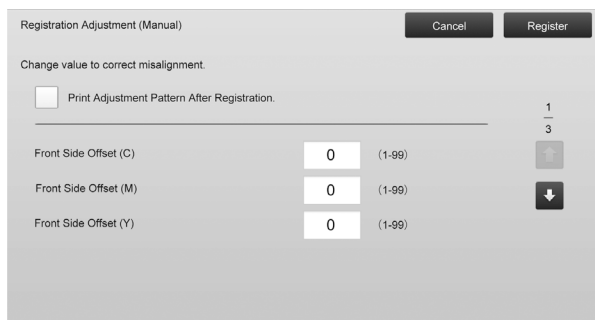 Registration Adjustment (Manual) Cancel Register
Change value to correct misalignment.
Print Adjustment Pattern After Registration.
1
3
Front Side Offset (C) 0 (1-99)
Front Side Offset (M) 0 (1-99)
Front Side Offset (Y) 0 (1-99)